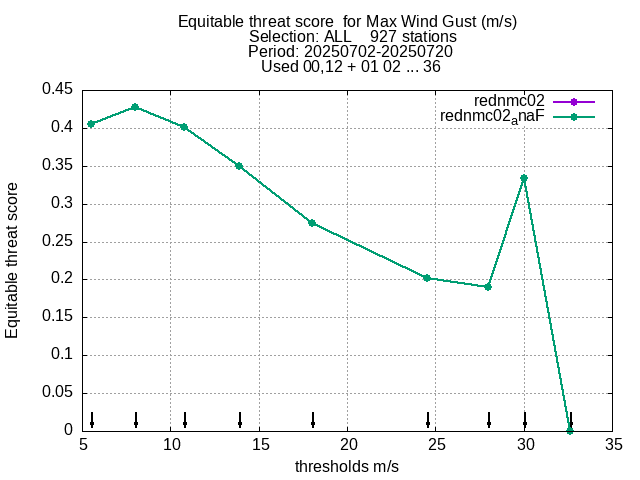 Equitable threat score  for Max Wind Gust (m/s)
Selection: ALL    927 stations
Period: 20250702-20250720
Used 00,12 + 01 02 ... 36
rednmc02
rednmc02anaF
0.45
0.4
0.35
0.3
0.25
0.2
0.15
0.1
0.05
0
Equitable threat score
5 10 15 20 25 30 35
thresholds m/s